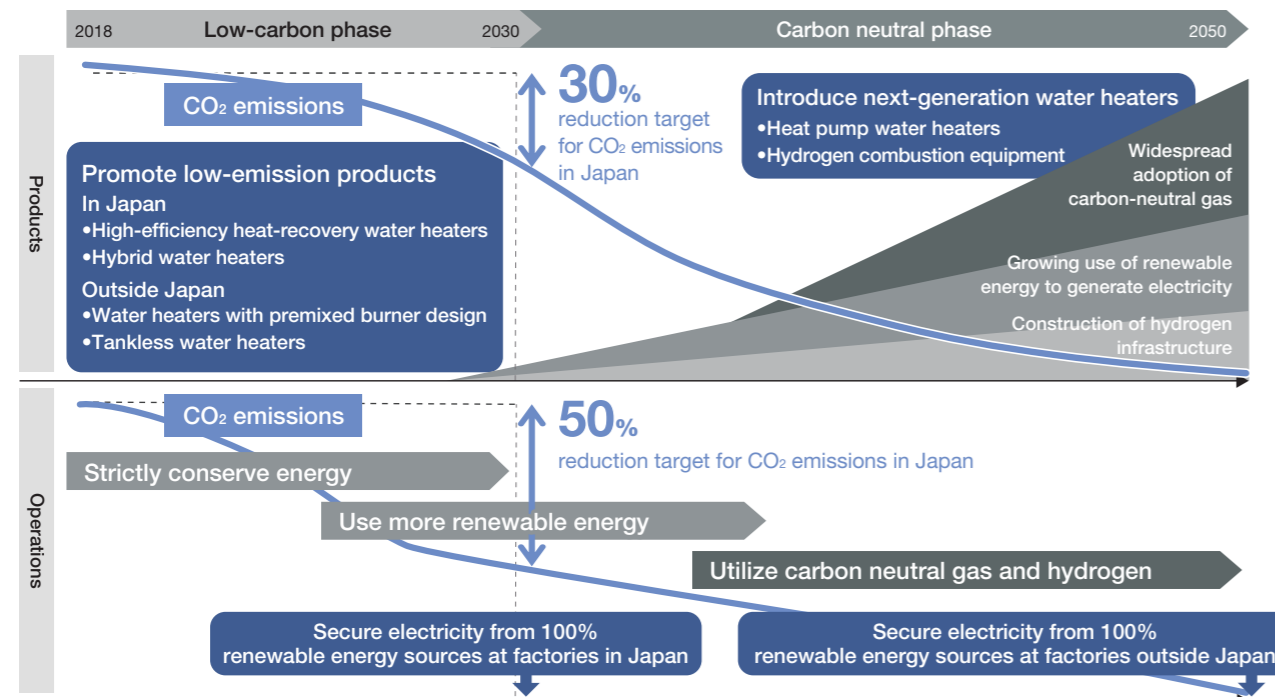 2018
Low-carbon phase
2030
Carbon neutral phase
2050
Products
CO₂ emissions
30%
reduction target
for CO₂ emissions
in Japan
Promote low-emission products
In Japan
•High-efficiency heat-recovery water heaters
•Hybrid water heaters
Outside Japan
•Water heaters with premixed burner design
•Tankless water heaters
Introduce next-generation water heaters
•Heat pump water heaters
•Hydrogen combustion equipment
Widespread
adoption of
carbon-neutral gas
Growing use of renewable
energy to generate electricity
Construction of hydrogen
infrastructure
Operations
CO₂ emissions
50%
reduction target for CO₂ emissions in Japan
Strictly conserve energy
Use more renewable energy
Utilize carbon neutral gas and hydrogen
Secure electricity from 100%
renewable energy sources at factories in Japan
Secure electricity from 100%
renewable energy sources at factories outside Japan